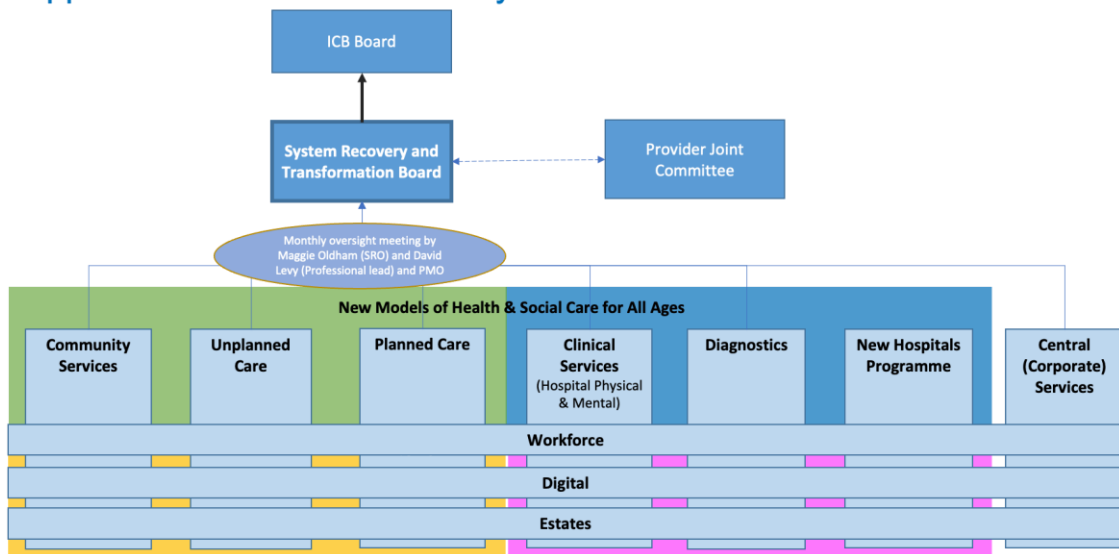 ICB Board
System Recovery and
Transformation Board
Provider Joint
Committee
Monthly oversight meeting by
Maggie Oldham (SRO) and David
Levy (Professional lead) and PMO
New Models of Health & Social Care for All Ages
Community
Services
Unplanned
Care
Planned Care
Clinical
Services
(Hospital Physical
& Mental)
Diagnostics
New Hospitals
Programme
Central
(Corporate)
Services
Workforce
Digital
Estates